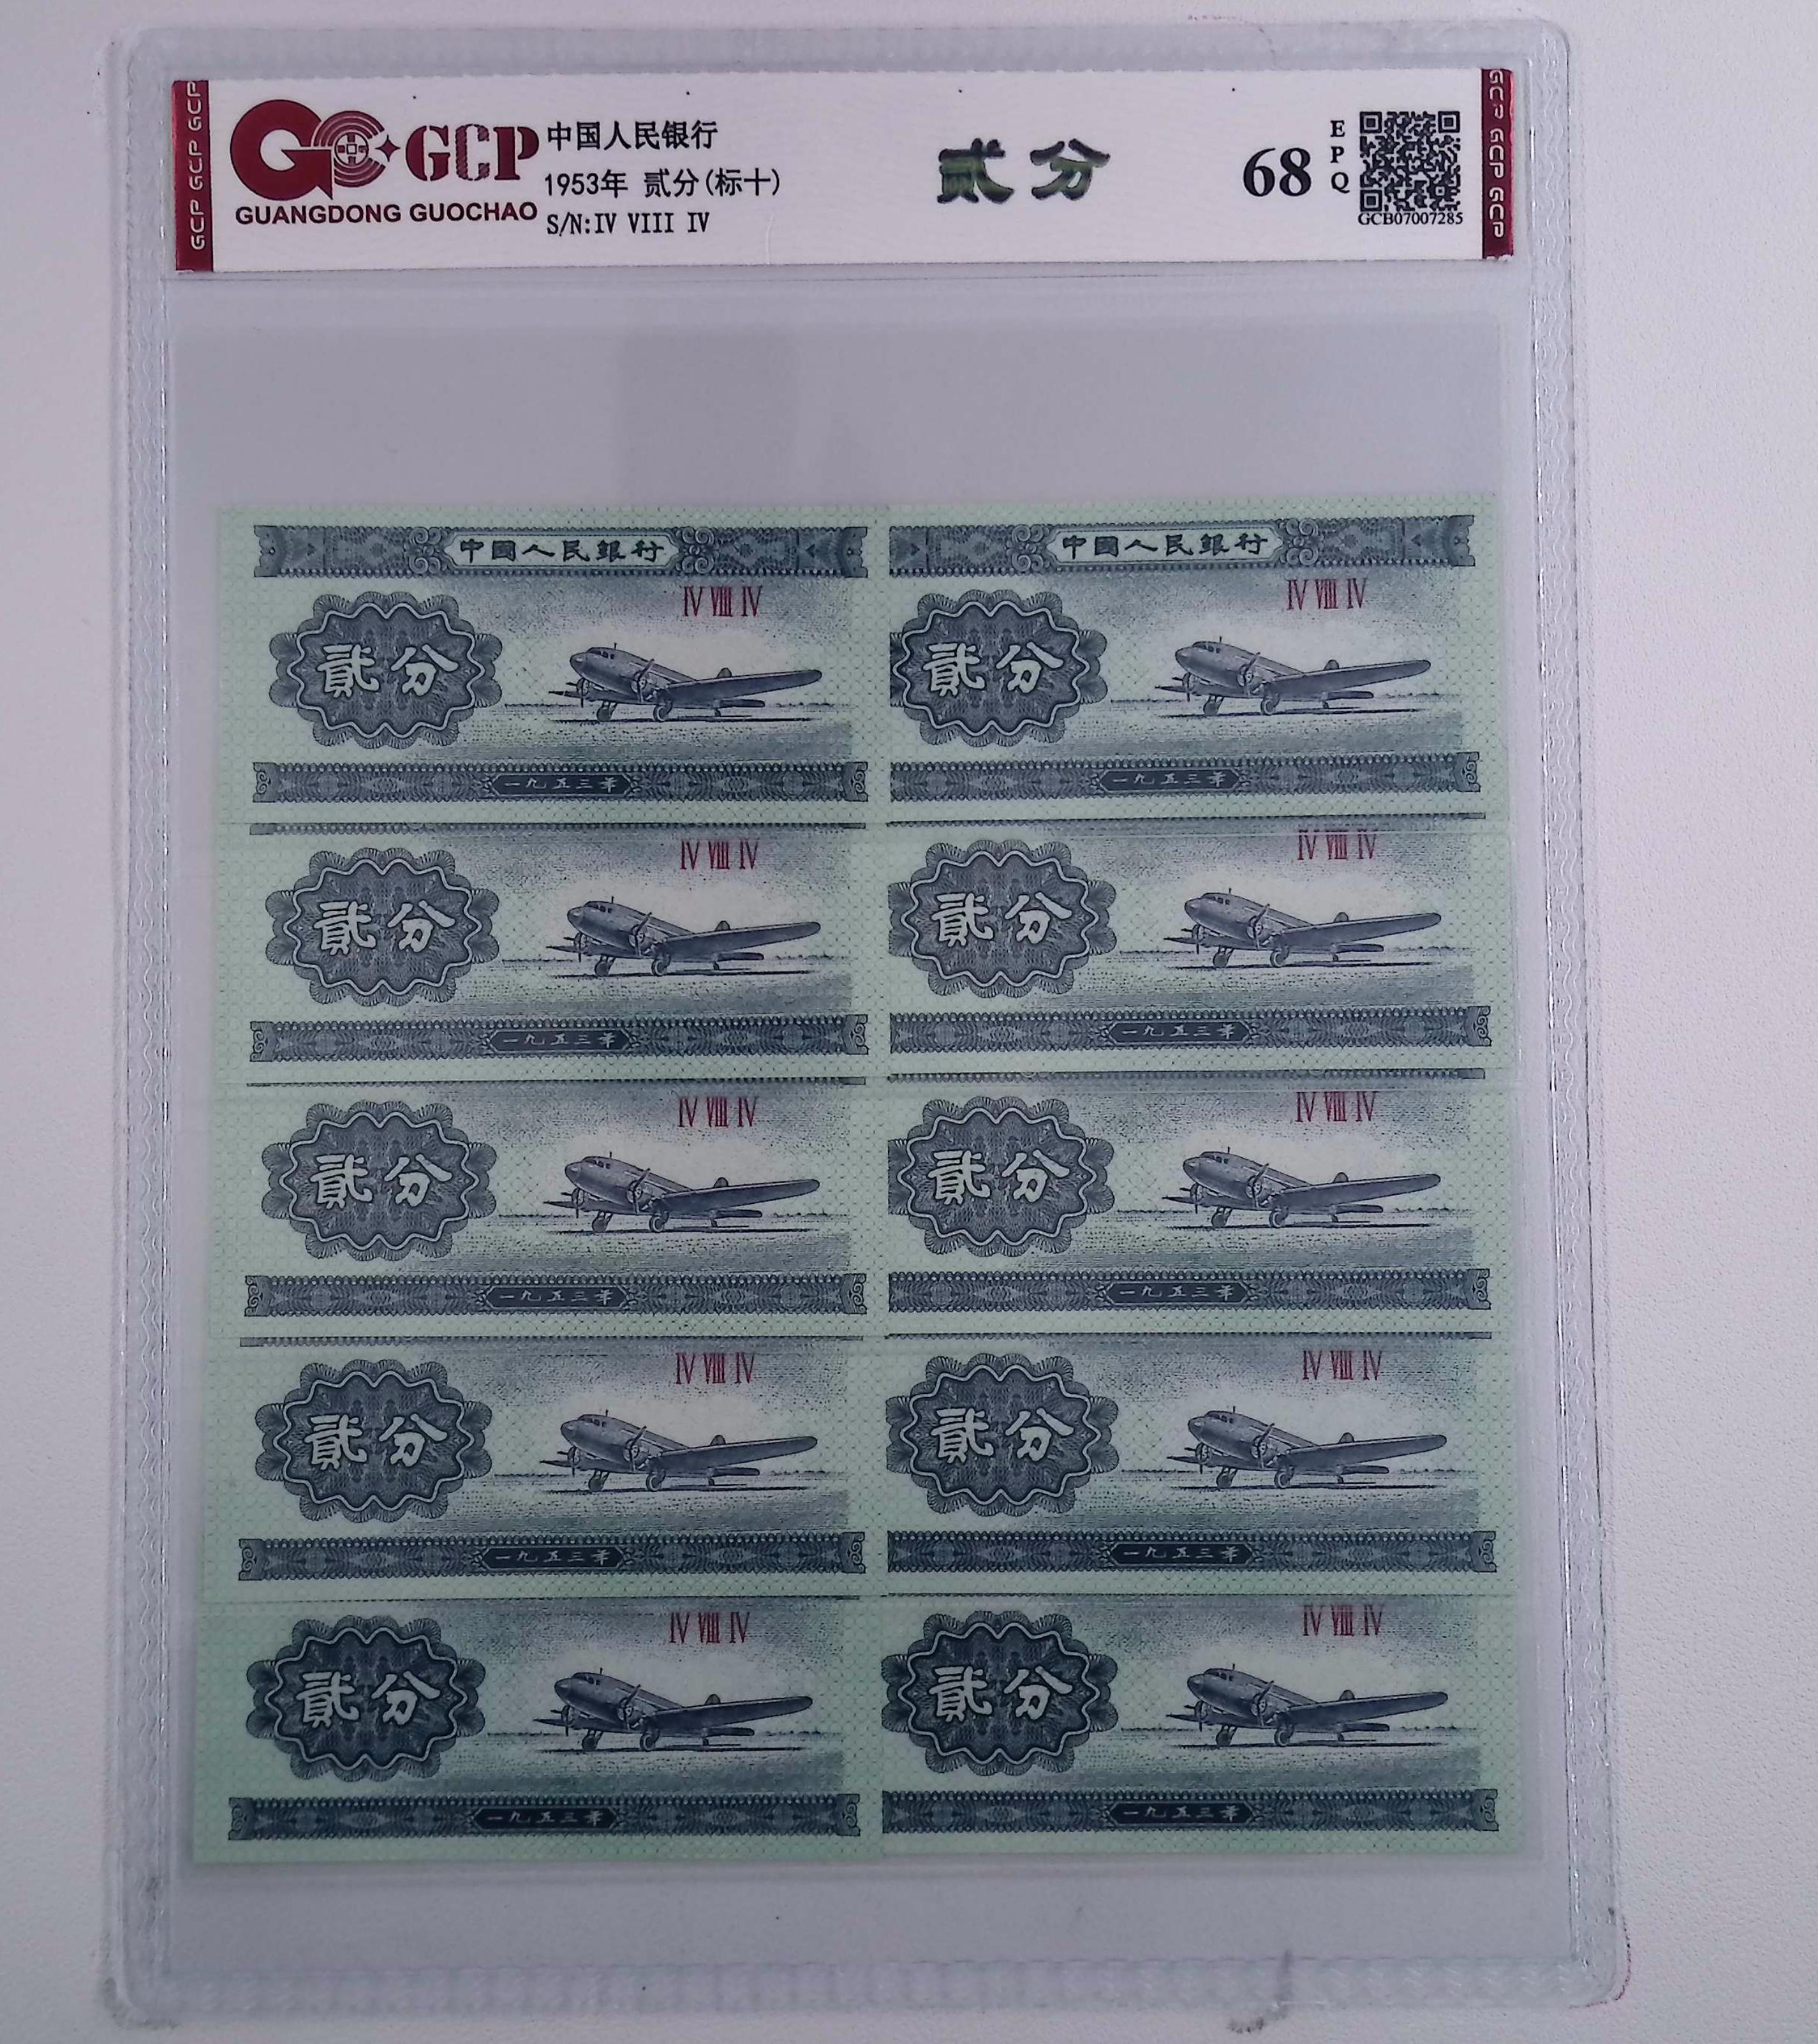 GCP GCP GCP
GCP
GUANGDONG GUOCHAO
中国人民银行
1953年 贰分(标十)
S/N:IV VIII IV
贰分
68
EPQ
GCB07007285
GCP GCP GCP
中國人民銀行
IV VIII IV
貳分
一九五三年
中國人民銀行
IV VIII IV
貳分
一九五三年
IV VIII IV
貳分
一九五三年
IV VIII IV
貳分
一九五三年
IV VIII IV
貳分
一九五三年
IV VIII IV
貳分
一九五三年
IV VIII IV
貳分
一九五三年
IV VIII IV
貳分
一九五三年
IV VIII IV
貳分
一九五三年
IV VIII IV
貳分
一九五三年